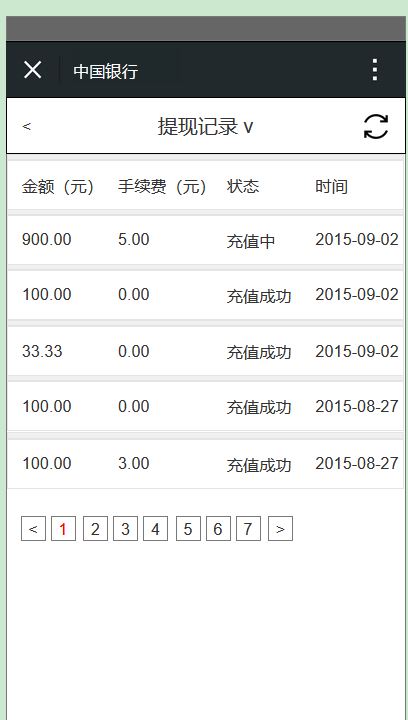 中国银行
< 提现记录 v
金额（元） 手续费（元） 状态 时间
900.00 5.00 充值中 2015-09-02
100.00 0.00 充值成功 2015-09-02
33.33 0.00 充值成功 2015-09-02
100.00 0.00 充值成功 2015-08-27
100.00 3.00 充值成功 2015-08-27
< 1 2 3 4 5 6 7 >